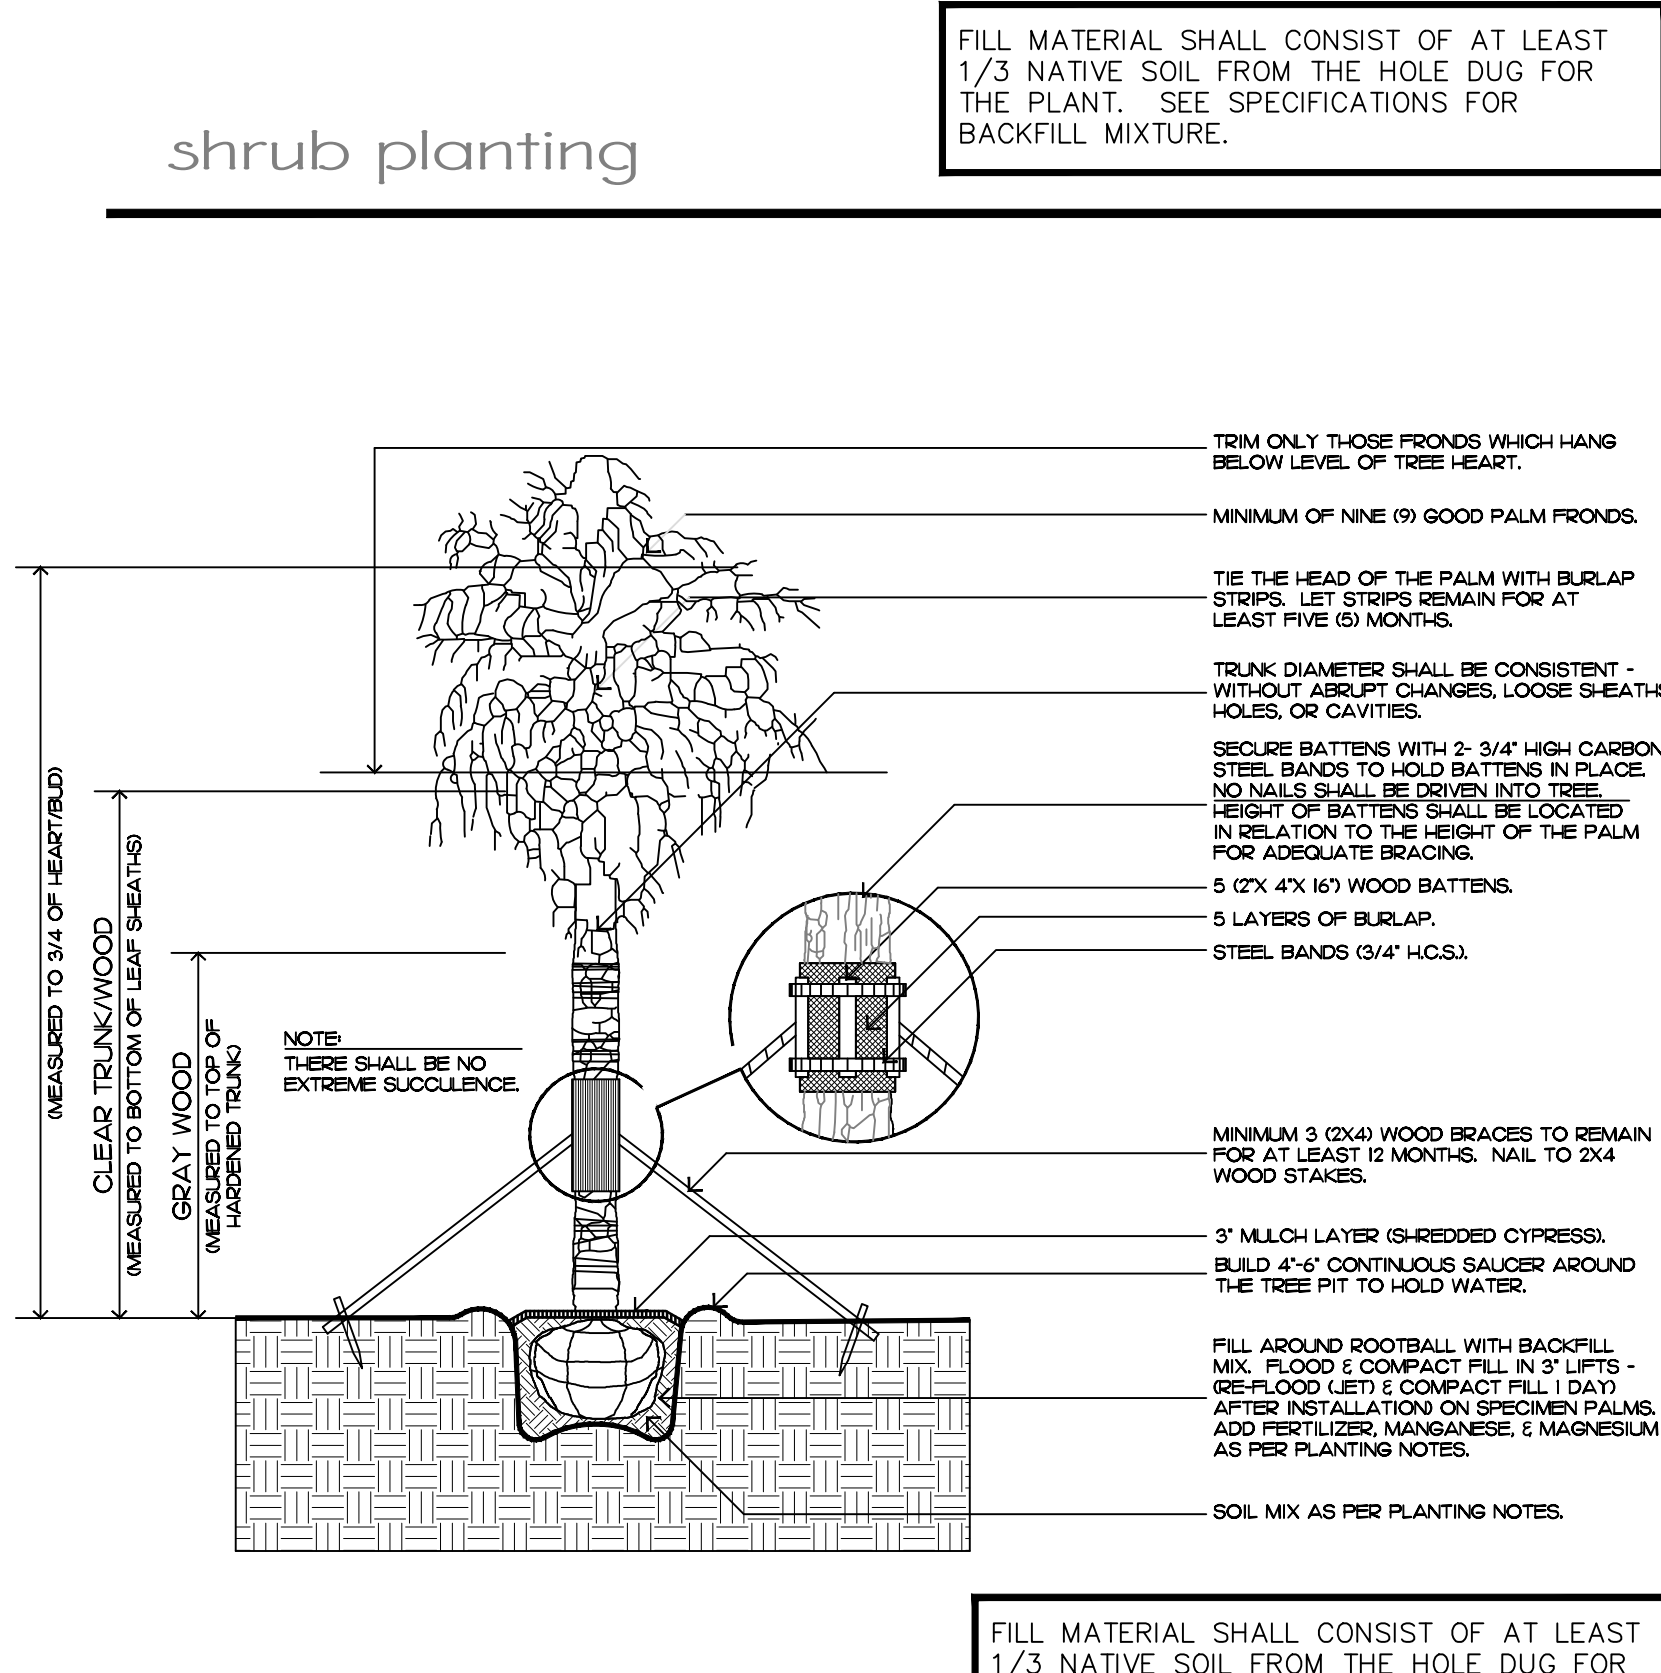 FILL MATERIAL SHALL CONSIST OF AT LEAST
1/3 NATIVE SOIL FROM THE HOLE DUG FOR
THE PLANT. SEE SPECIFICATIONS FOR
BACKFILL MIXTURE.
shrub planting
TRIM ONLY THOSE FRONDS WHICH HANG
BELOW LEVEL OF TREE HEART.
MINIMUM OF NINE (9) GOOD PALM FRONDS.
TIE THE HEAD OF THE PALM WITH BURLAP
STRIPS. LET STRIPS REMAIN FOR AT
LEAST FIVE (5) MONTHS.
TRUNK DIAMETER SHALL BE CONSISTENT -
WITHOUT ABRUPT CHANGES, LOOSE SHEATHS
HOLES, OR CAVITIES.
SECURE BATTENS WITH 2- 3/4" HIGH CARBON
STEEL BANDS TO HOLD BATTENS IN PLACE.
NO NAILS SHALL BE DRIVEN INTO TREE.
HEIGHT OF BATTENS SHALL BE LOCATED
IN RELATION TO THE HEIGHT OF THE PALM
FOR ADEQUATE BRACING.
5 (2"X 4"X 16") WOOD BATTENS.
5 LAYERS OF BURLAP.
STEEL BANDS (3/4" H.C.S.).
(MEASURED TO 3/4 OF HEART/BUD)
CLEAR TRUNK/WOOD
(MEASURED TO BOTTOM OF LEAF SHEATHS)
GRAY WOOD
(MEASURED TO TOP OF
HARDENED TRUNK)
NOTE:
THERE SHALL BE NO
EXTREME SUCCULENCE.
MINIMUM 3 (2X4) WOOD BRACES TO REMAIN
FOR AT LEAST 12 MONTHS. NAIL TO 2X4
WOOD STAKES.
3" MULCH LAYER (SHREDDED CYPRESS).
BUILD 4"-6" CONTINUOUS SAUCER AROUND
THE TREE PIT TO HOLD WATER.
FILL AROUND ROOTBALL WITH BACKFILL
MIX. FLOOD & COMPACT FILL IN 3" LIFTS -
(RE-FLOOD (JET) & COMPACT FILL 1 DAY)
AFTER INSTALLATION) ON SPECIMEN PALMS.
ADD FERTILIZER, MANGANESE, & MAGNESIUM
AS PER PLANTING NOTES.
SOIL MIX AS PER PLANTING NOTES.
FILL MATERIAL SHALL CONSIST OF AT LEAST
1/3 NATIVE SOIL FROM THE HOLE DUG FOR